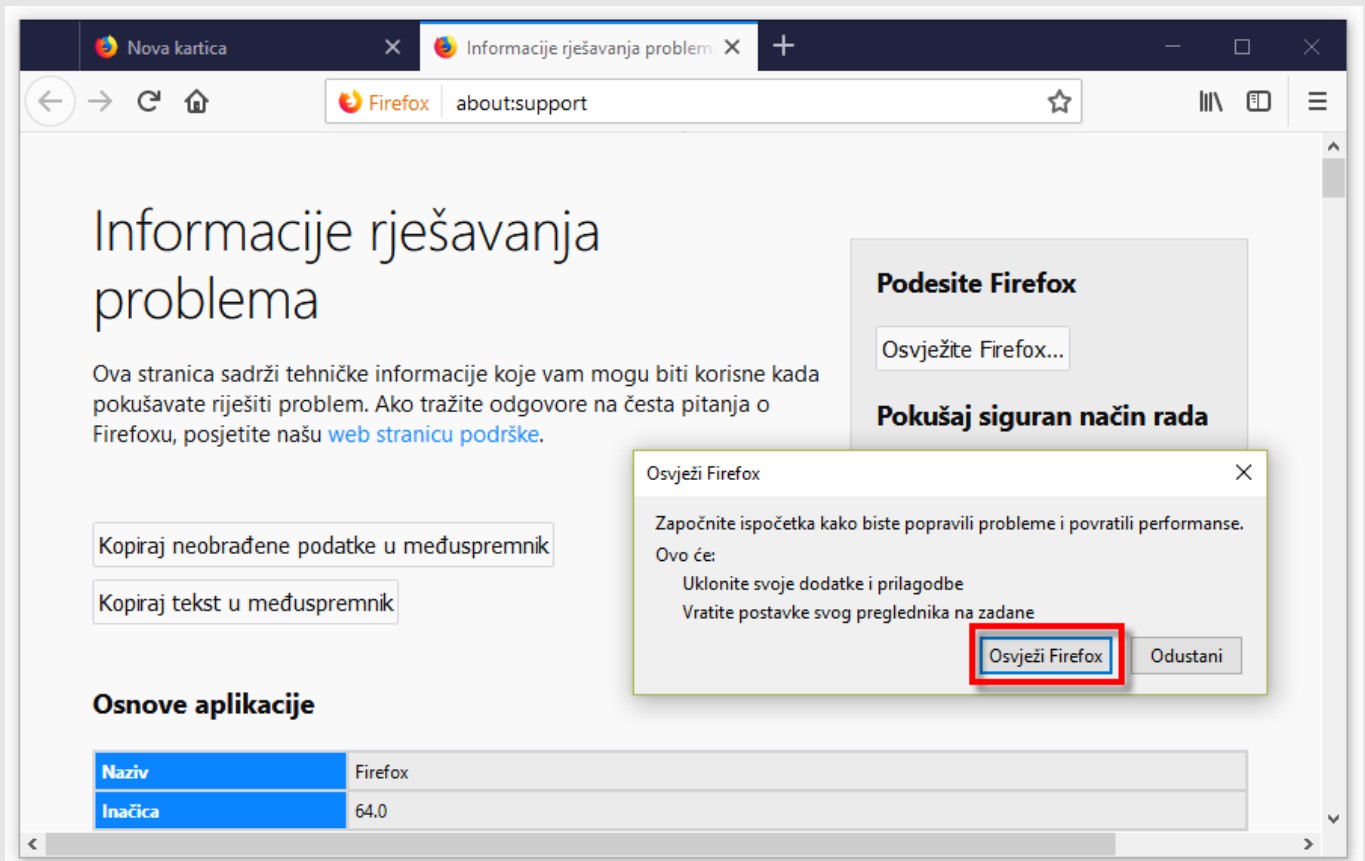 Nova kartica
Informacije rješavanja problem
Firefox
about:support
Informacije rješavanja
problema
Ova stranica sadrži tehničke informacije koje vam mogu biti korisne kada
pokušavate riješiti problem. Ako tražite odgovore na česta pitanja o
Firefoxu, posjetite našu web stranicu podrške.
Kopiraj neobrađene podatke u međuspremnik
Kopiraj tekst u međuspremnik
Podesite Firefox
Osvježite Firefox...
Pokušaj siguran način rada
Osvježi Firefox
Započnite ispočetka kako biste popravili probleme i povratili performanse.
Ovo će:
Uklonite svoje dodatke i prilagodbe
Vratite postavke svog preglednika na zadane
Osvježi Firefox
Odustani
Osnove aplikacije
Naziv Firefox
Inačica 64.0